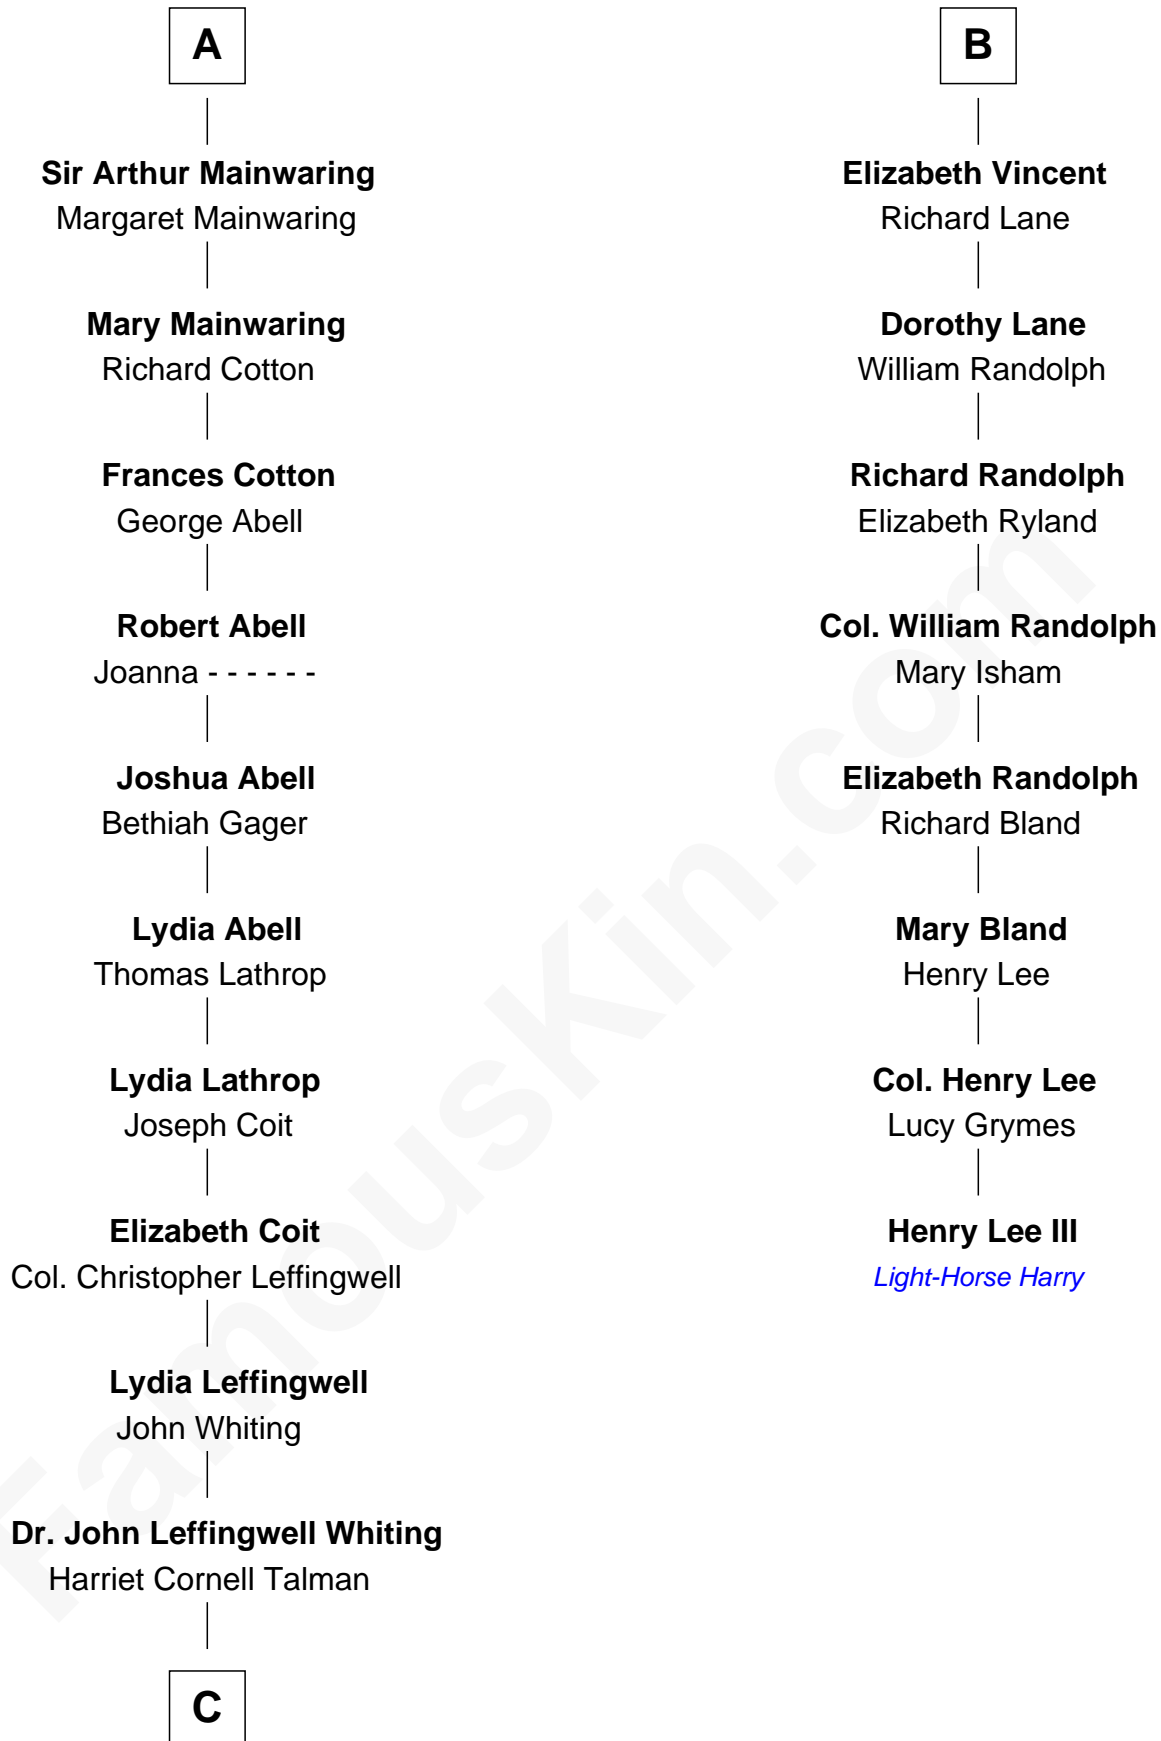 A
Sir Arthur Mainwaring
Margaret Mainwaring
Mary Mainwaring
Richard Cotton
Frances Cotton
George Abell
Robert Abell
Joanna - - - - - -
Joshua Abell
Bethiah Gager
Lydia Abell
Thomas Lathrop
Lydia Lathrop
Joseph Coit
Elizabeth Coit
Col. Christopher Leffingwell
Lydia Leffingwell
John Whiting
Dr. John Leffingwell Whiting
Harriet Cornell Talman
C
B
Elizabeth Vincent
Richard Lane
Dorothy Lane
William Randolph
Richard Randolph
Elizabeth Ryland
Col. William Randolph
Mary Isham
Elizabeth Randolph
Richard Bland
Mary Bland
Henry Lee
Col. Henry Lee
Lucy Grymes
Henry Lee III
Light-Horse Harry
FamousKin.com